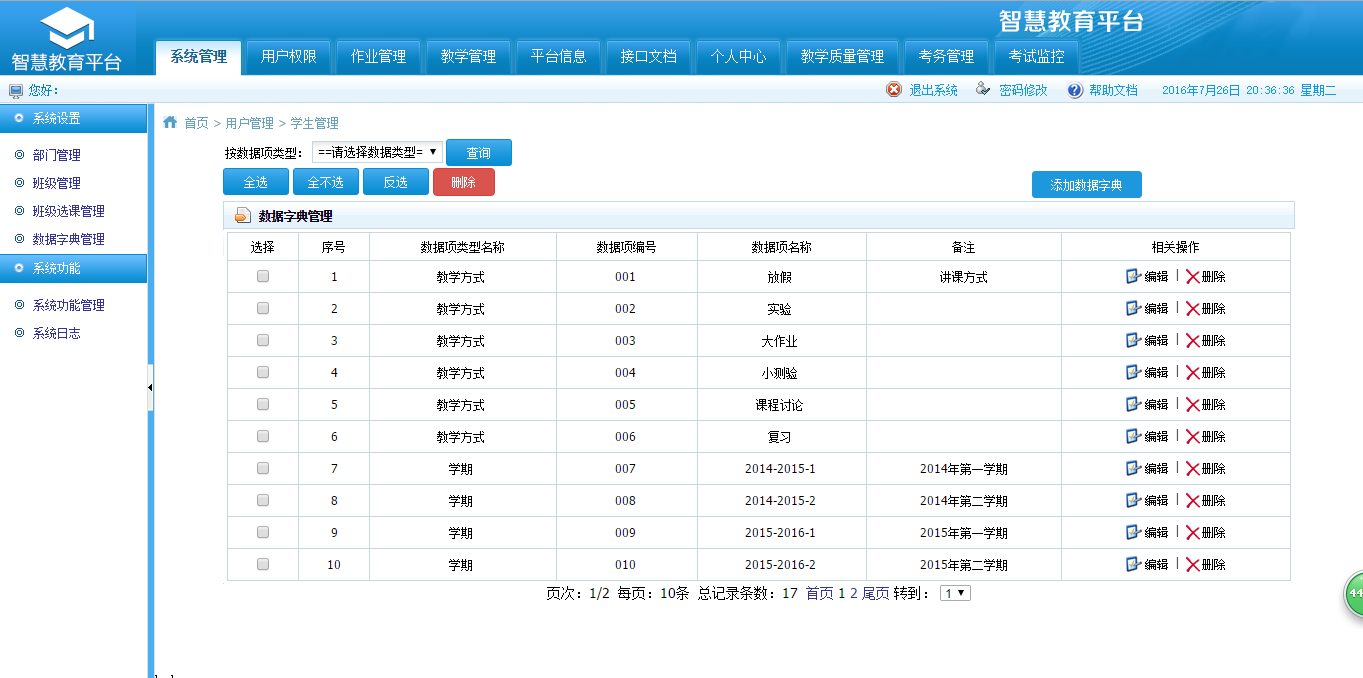 智慧教育平台
智慧教育平台
系统管理 用户权限 作业管理 教学管理 平台信息 接口文档 个人中心 教学质量管理 考务管理 考试监控
您好： 退出系统 密码修改 帮助文档 2016年7月26日 20:36:36 星期二
系统设置
部门管理
班级管理
班级选课管理
数据字典管理
系统功能
系统功能管理
系统日志
首页 > 用户管理 > 学生管理
按数据项类型： ==请选择数据类型= 查询
全选 全不选 反选 删除 添加数据字典
数据字典管理
选择 序号 数据项类型名称 数据项编号 数据项名称 备注 相关操作
1 教学方式 001 放假 讲课方式 编辑 | 删除
2 教学方式 002 实验 编辑 | 删除
3 教学方式 003 大作业 编辑 | 删除
4 教学方式 004 小测验 编辑 | 删除
5 教学方式 005 课程讨论 编辑 | 删除
6 教学方式 006 复习 编辑 | 删除
7 学期 007 2014-2015-1 2014年第一学期 编辑 | 删除
8 学期 008 2014-2015-2 2014年第二学期 编辑 | 删除
9 学期 009 2015-2016-1 2015年第一学期 编辑 | 删除
10 学期 010 2015-2016-2 2015年第二学期 编辑 | 删除
页次：1/2 每页：10条 总记录条数：17 首页 1 2 尾页 转到： 1
44